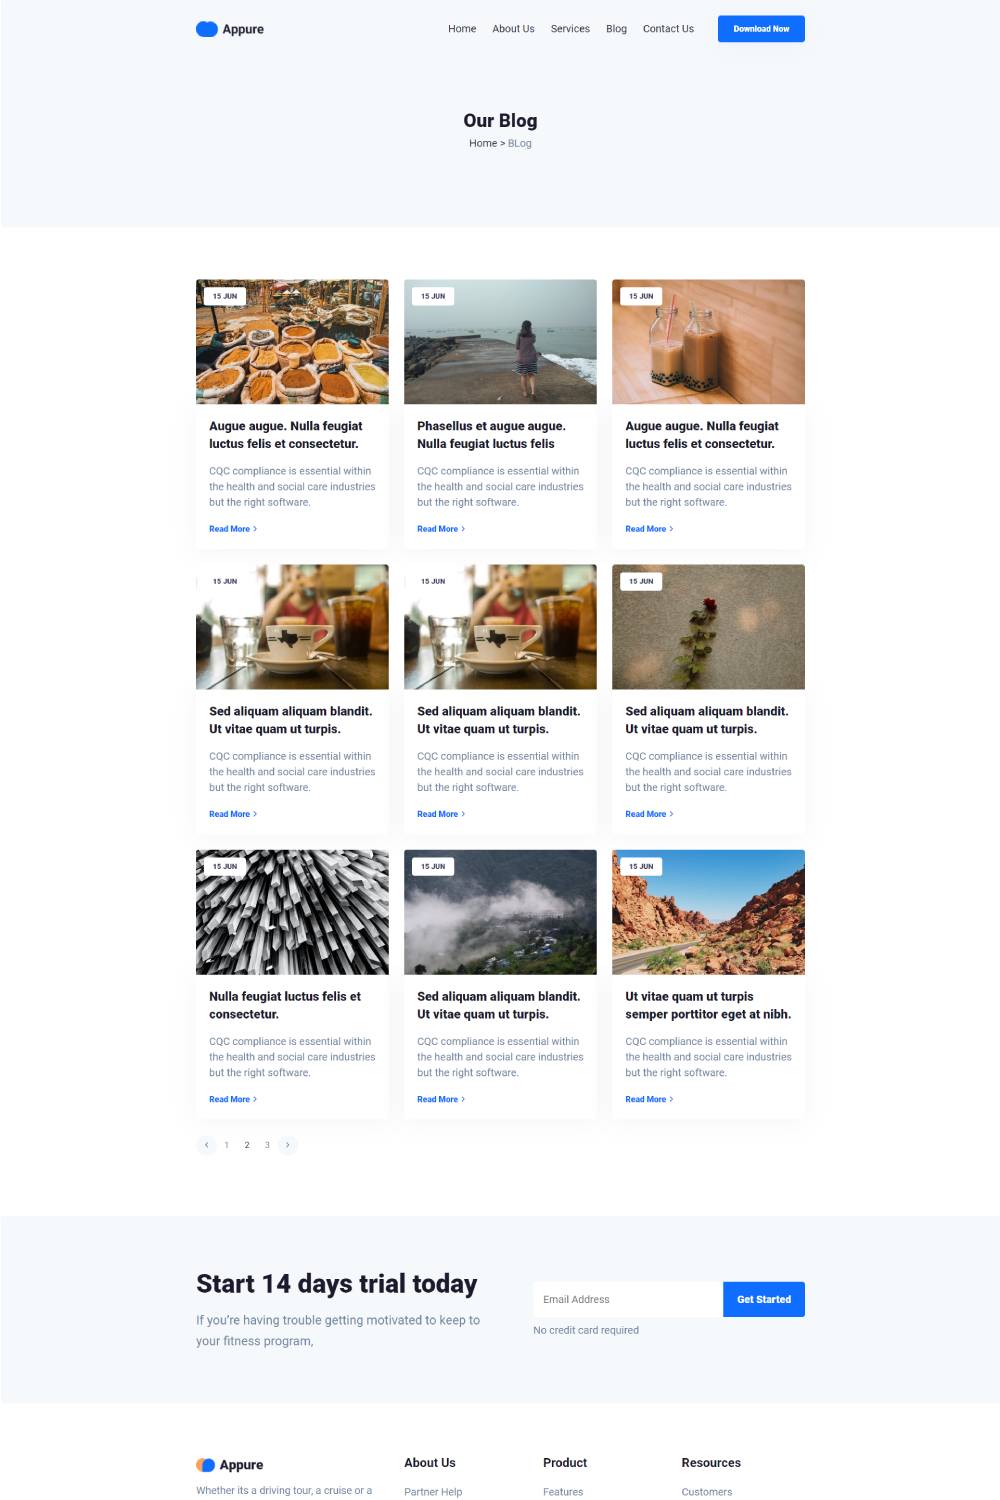 Appure
Home
About Us
Services
Blog
Contact Us
Download Now
Our Blog
Home > BLog
15 JUN
Augue augue. Nulla feugiat
luctus felis et consectetur.
CQC compliance is essential within
the health and social care industries
but the right software.
Read More >
15 JUN
Phasellus et augue augue.
Nulla feugiat luctus felis
CQC compliance is essential within
the health and social care industries
but the right software.
Read More >
15 JUN
Augue augue. Nulla feugiat
luctus felis et consectetur.
CQC compliance is essential within
the health and social care industries
but the right software.
Read More >
15 JUN
Sed aliquam aliquam blandit.
Ut vitae quam ut turpis.
CQC compliance is essential within
the health and social care industries
but the right software.
Read More >
15 JUN
Sed aliquam aliquam blandit.
Ut vitae quam ut turpis.
CQC compliance is essential within
the health and social care industries
but the right software.
Read More >
15 JUN
Sed aliquam aliquam blandit.
Ut vitae quam ut turpis.
CQC compliance is essential within
the health and social care industries
but the right software.
Read More >
15 JUN
Nulla feugiat luctus felis et
consectetur.
CQC compliance is essential within
the health and social care industries
but the right software.
Read More >
15 JUN
Sed aliquam aliquam blandit.
Ut vitae quam ut turpis.
CQC compliance is essential within
the health and social care industries
but the right software.
Read More >
15 JUN
Ut vitae quam ut turpis
semper porttitor eget at nibh.
CQC compliance is essential within
the health and social care industries
but the right software.
Read More >
< 1 2 3 >
Start 14 days trial today
If you're having trouble getting motivated to keep to
your fitness program,
Email Address
Get Started
No credit card required
Appure
Whether its a driving tour, a cruise or a
About Us
Partner Help
Product
Features
Resources
Customers